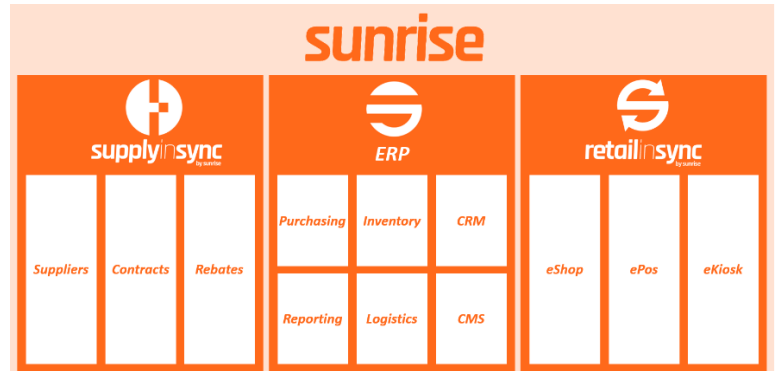 sunrise
supplyinsync
by sunrise
Suppliers
Contracts
Rebates
ERP
Purchasing
Inventory
CRM
Reporting
Logistics
CMS
retailinsync
by sunrise
eShop
ePos
eKiosk